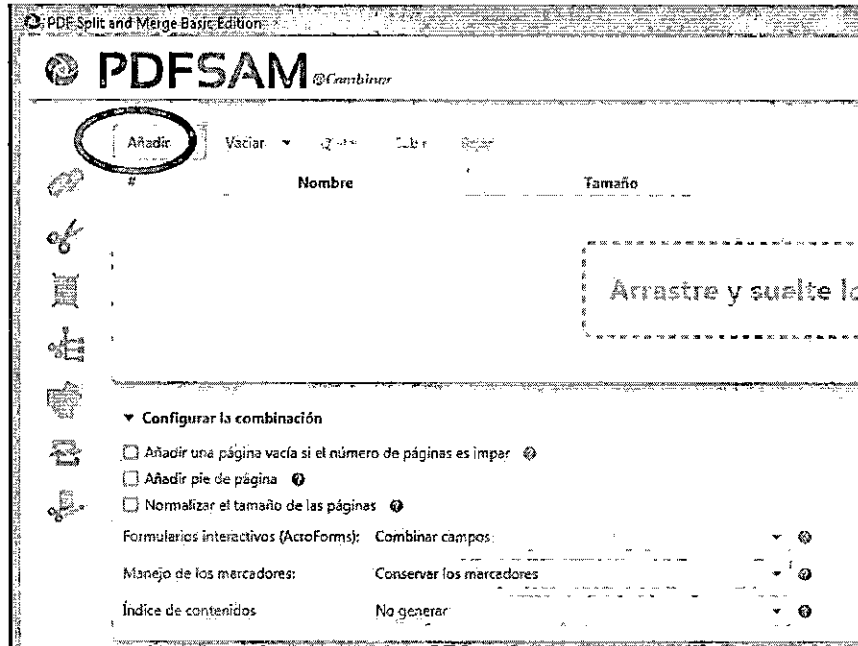 PDF Split and Merge Basic Edition
PDFSAM @Combinar
Añadir Vaciar
# Nombre Tamaño
Arrastre y suelte lo
Configurar la combinación
Añadir una página vacía si el número de páginas es impar
Añadir pie de página
Normalizar el tamaño de las páginas
Formularios interactivos (AcroForms): Combinar campos
Manejo de los marcadores: Conservar los marcadores
Índice de contenidos No generar